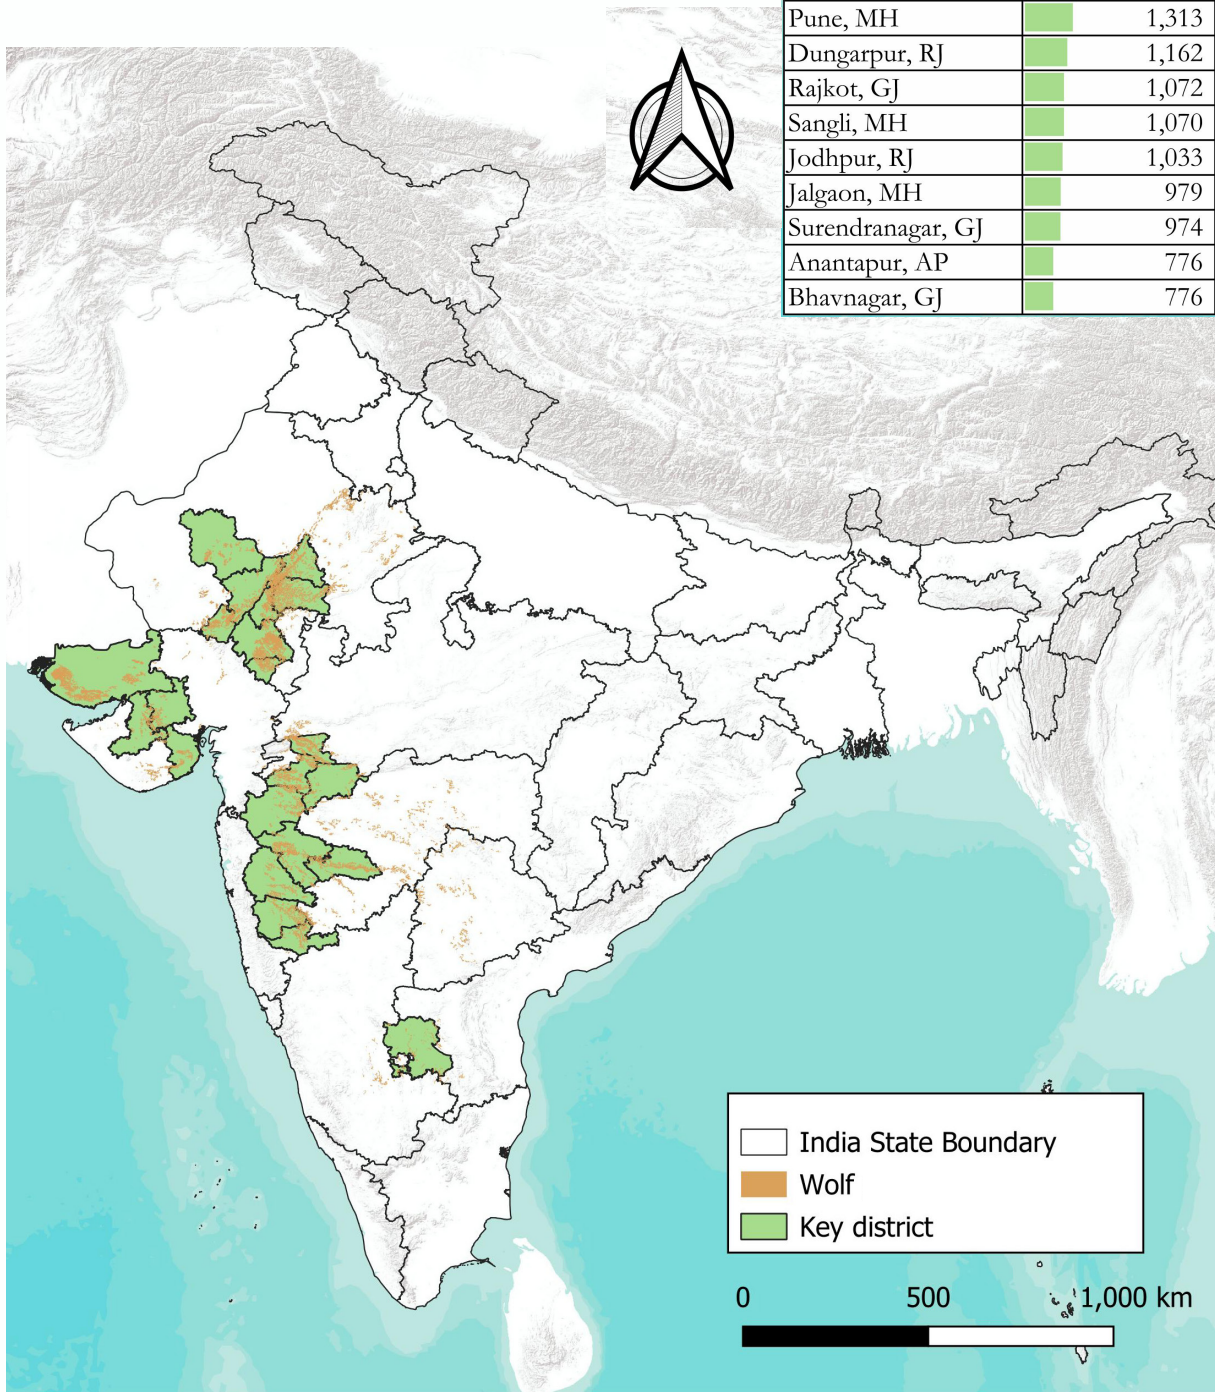 Pune, MH 1,313
Dungarpur, RJ 1,162
Rajkot, GJ 1,072
Sangli, MH 1,070
Jodhpur, RJ 1,033
Jalgaon, MH 979
Surendranagar, GJ 974
Anantapur, AP 776
Bhavnagar, GJ 776
India State Boundary
Wolf
Key district
0 500 1,000 km